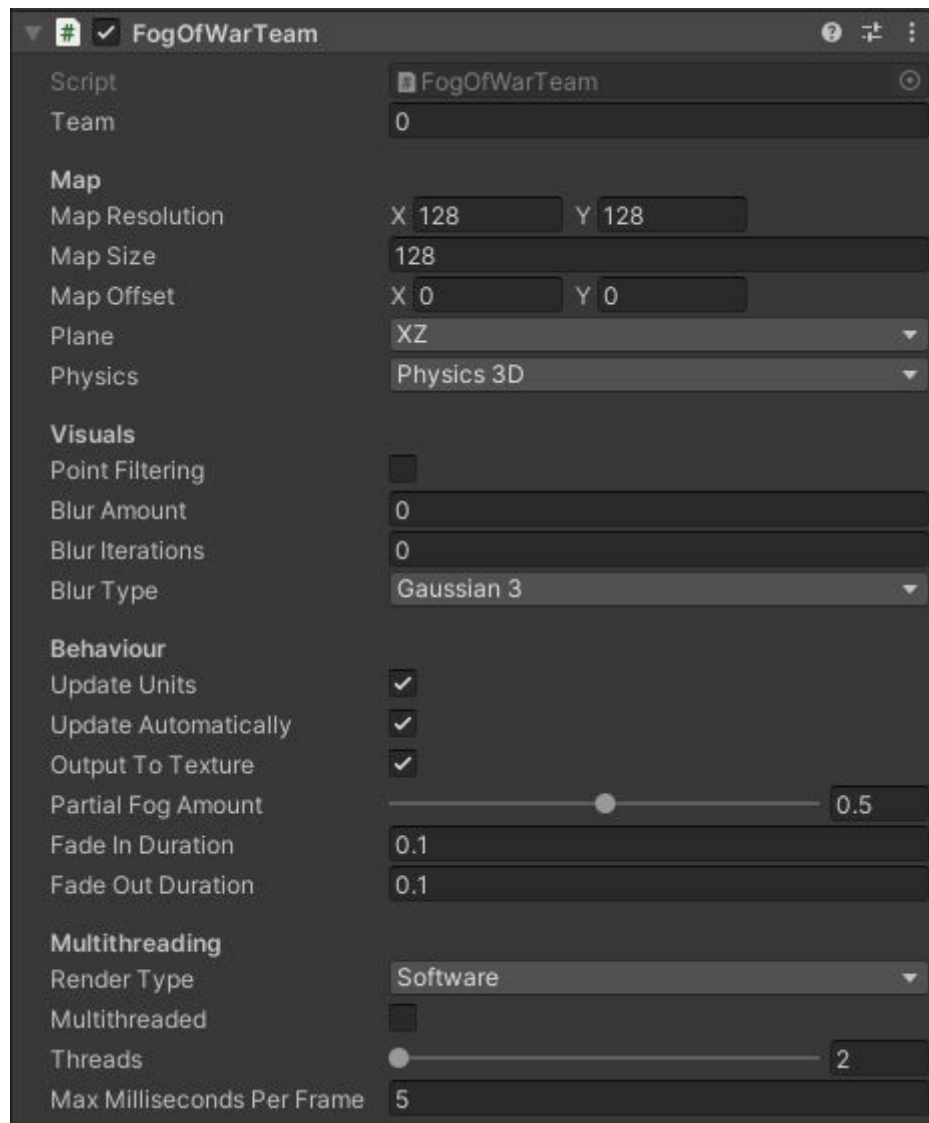 FogOfWarTeam
Script FogOfWarTeam
Team 0
Map
Map Resolution X 128 Y 128
Map Size 128
Map Offset X 0 Y 0
Plane XZ
Physics Physics 3D
Visuals
Point Filtering
Blur Amount 0
Blur Iterations 0
Blur Type Gaussian 3
Behaviour
Update Units
Update Automatically
Output To Texture
Partial Fog Amount 0.5
Fade In Duration 0.1
Fade Out Duration 0.1
Multithreading
Render Type Software
Multithreaded
Threads 2
Max Milliseconds Per Frame 5